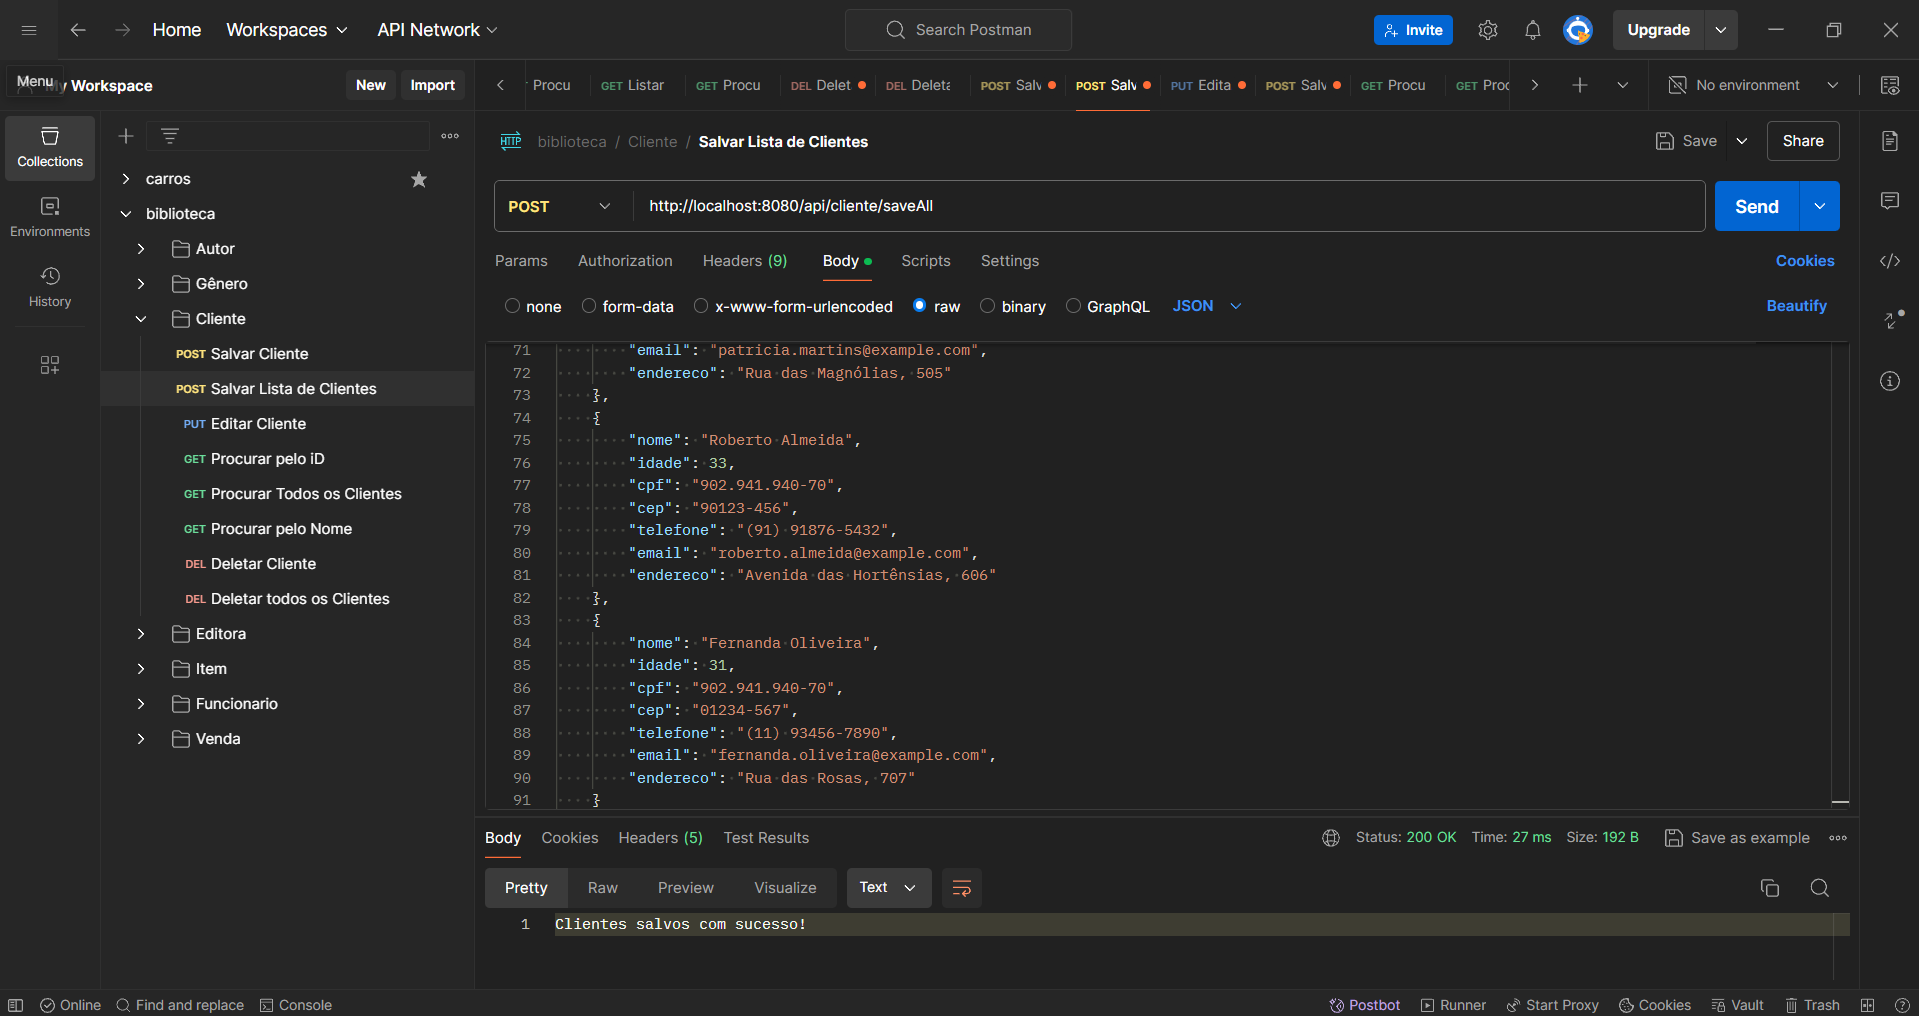 Home
Workspaces
API Network
Search Postman
Invite
Upgrade
Menu
y Workspace
New
Import
Procu
GET Listar
GET Procu
DEL Delet
DEL Delet
POST Salv
POST Salv
PUT Edita
POST Salv
GET Procu
GET Proc
No environment
Collections
Environments
History
carros
biblioteca
Autor
Gênero
Cliente
POST Salvar Cliente
POST Salvar Lista de Clientes
PUT Editar Cliente
GET Procurar pelo iD
GET Procurar Todos os Clientes
GET Procurar pelo Nome
DEL Deletar Cliente
DEL Deletar todos os Clientes
Editora
Item
Funcionario
Venda
HTTP biblioteca / Cliente / Salvar Lista de Clientes
Save
Share
POST
http://localhost:8080/api/cliente/saveAll
Send
Params
Authorization
Headers (9)
Body
Scripts
Settings
Cookies
none
form-data
x-www-form-urlencoded
raw
binary
GraphQL
JSON
Beautify
71 "email": "patricia.martins@example.com",
72 "endereco": "Rua das Magnólias, 505"
73 },
74 {
75 "nome": "Roberto Almeida",
76 "idade": 33,
77 "cpf": "902.941.940-70",
78 "cep": "90123-456",
79 "telefone": "(91) 91876-5432",
80 "email": "roberto.almeida@example.com",
81 "endereco": "Avenida das Hortênsias, 606"
82 },
83 {
84 "nome": "Fernanda Oliveira",
85 "idade": 31,
86 "cpf": "902.941.940-70",
87 "cep": "01234-567",
88 "telefone": "(11) 93456-7890",
89 "email": "fernanda.oliveira@example.com",
90 "endereco": "Rua das Rosas, 707"
91 }
Body
Cookies
Headers (5)
Test Results
Status: 200 OK
Time: 27 ms
Size: 192 B
Save as example
Pretty
Raw
Preview
Visualize
Text
1 Clientes salvos com sucesso!
Online
Find and replace
Console
Postbot
Runner
Start Proxy
Cookies
Vault
Trash